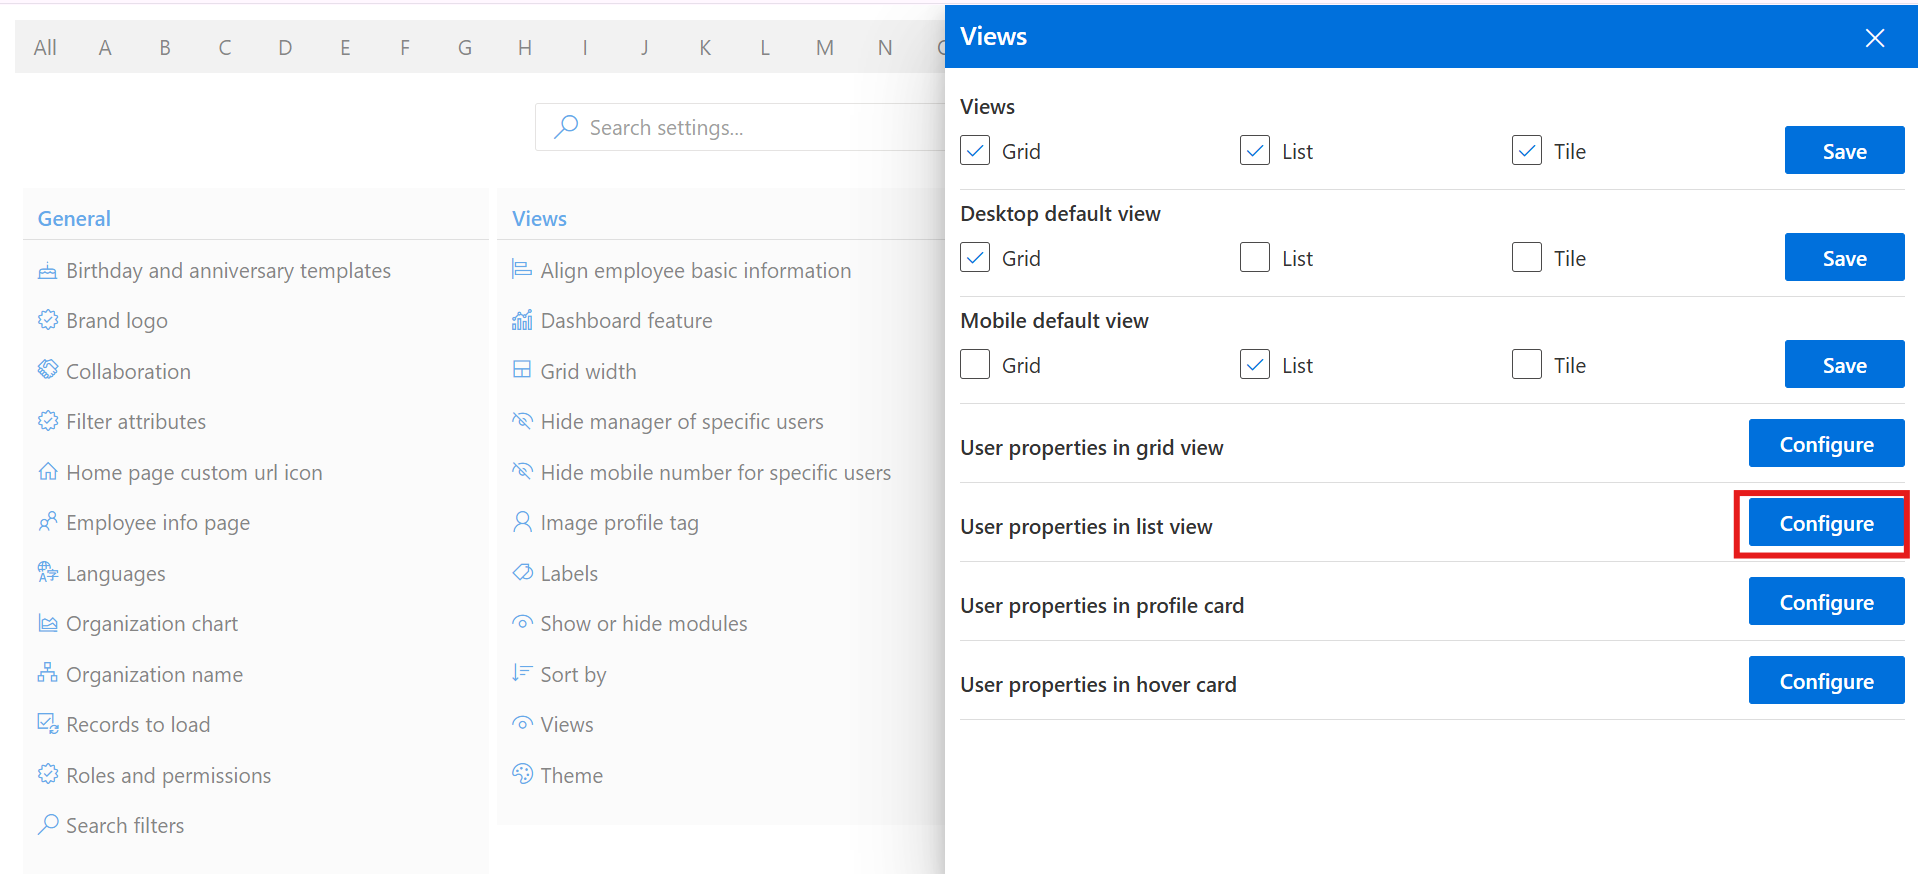 All A B C D E F G H I J K L M N
Search settings...
General
Birthday and anniversary templates
Brand logo
Collaboration
Filter attributes
Home page custom url icon
Employee info page
Languages
Organization chart
Organization name
Records to load
Roles and permissions
Search filters
Views
Align employee basic information
Dashboard feature
Grid width
Hide manager of specific users
Hide mobile number for specific users
Image profile tag
Labels
Show or hide modules
Sort by
Views
Theme
Views
Views
Grid List Tile Save
Desktop default view
Grid List Tile Save
Mobile default view
Grid List Tile Save
User properties in grid view Configure
User properties in list view Configure
User properties in profile card Configure
User properties in hover card Configure